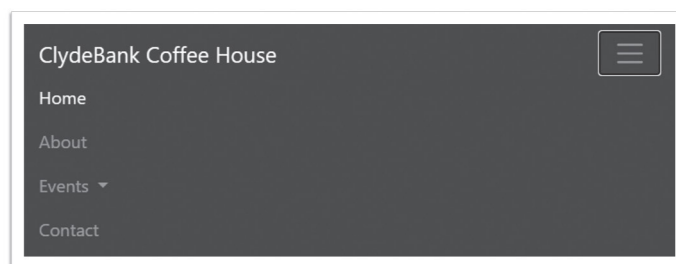 ClydeBank Coffee House
Home
About
Events
Contact